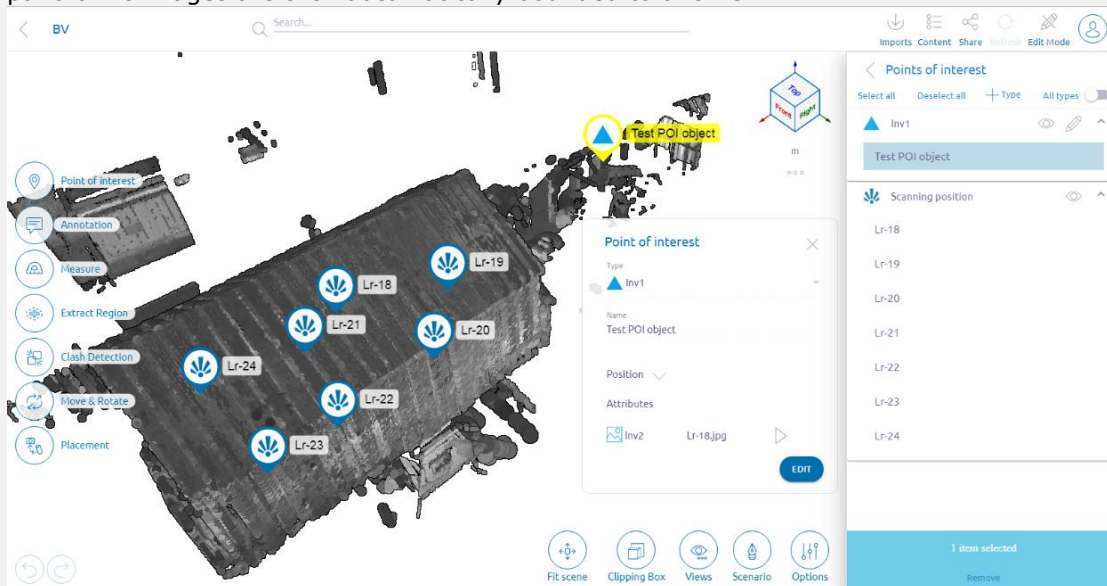 BV
Search...
Imports Content Share Refresh Edit Mode
Points of interest
Select all Deselect all Type All types
Inv1
Test POI object
Scanning position
Lr-18
Lr-19
Lr-20
Lr-21
Lr-22
Lr-23
Lr-24
1 item selected
Remove
Top
Front Right
m
Test POI object
Point of interest
Annotation
Measure
Extract Region
Clash Detection
Move & Rotate
Placement
Lr-19
Lr-18
Lr-21
Lr-20
Lr-24
Lr-22
Lr-23
Point of interest
Type
Inv1
Name
Test POI object
Position
Attributes
Inv2 Lr-18.jpg
EDIT
Fit scene Clipping Box Views Scenario Options